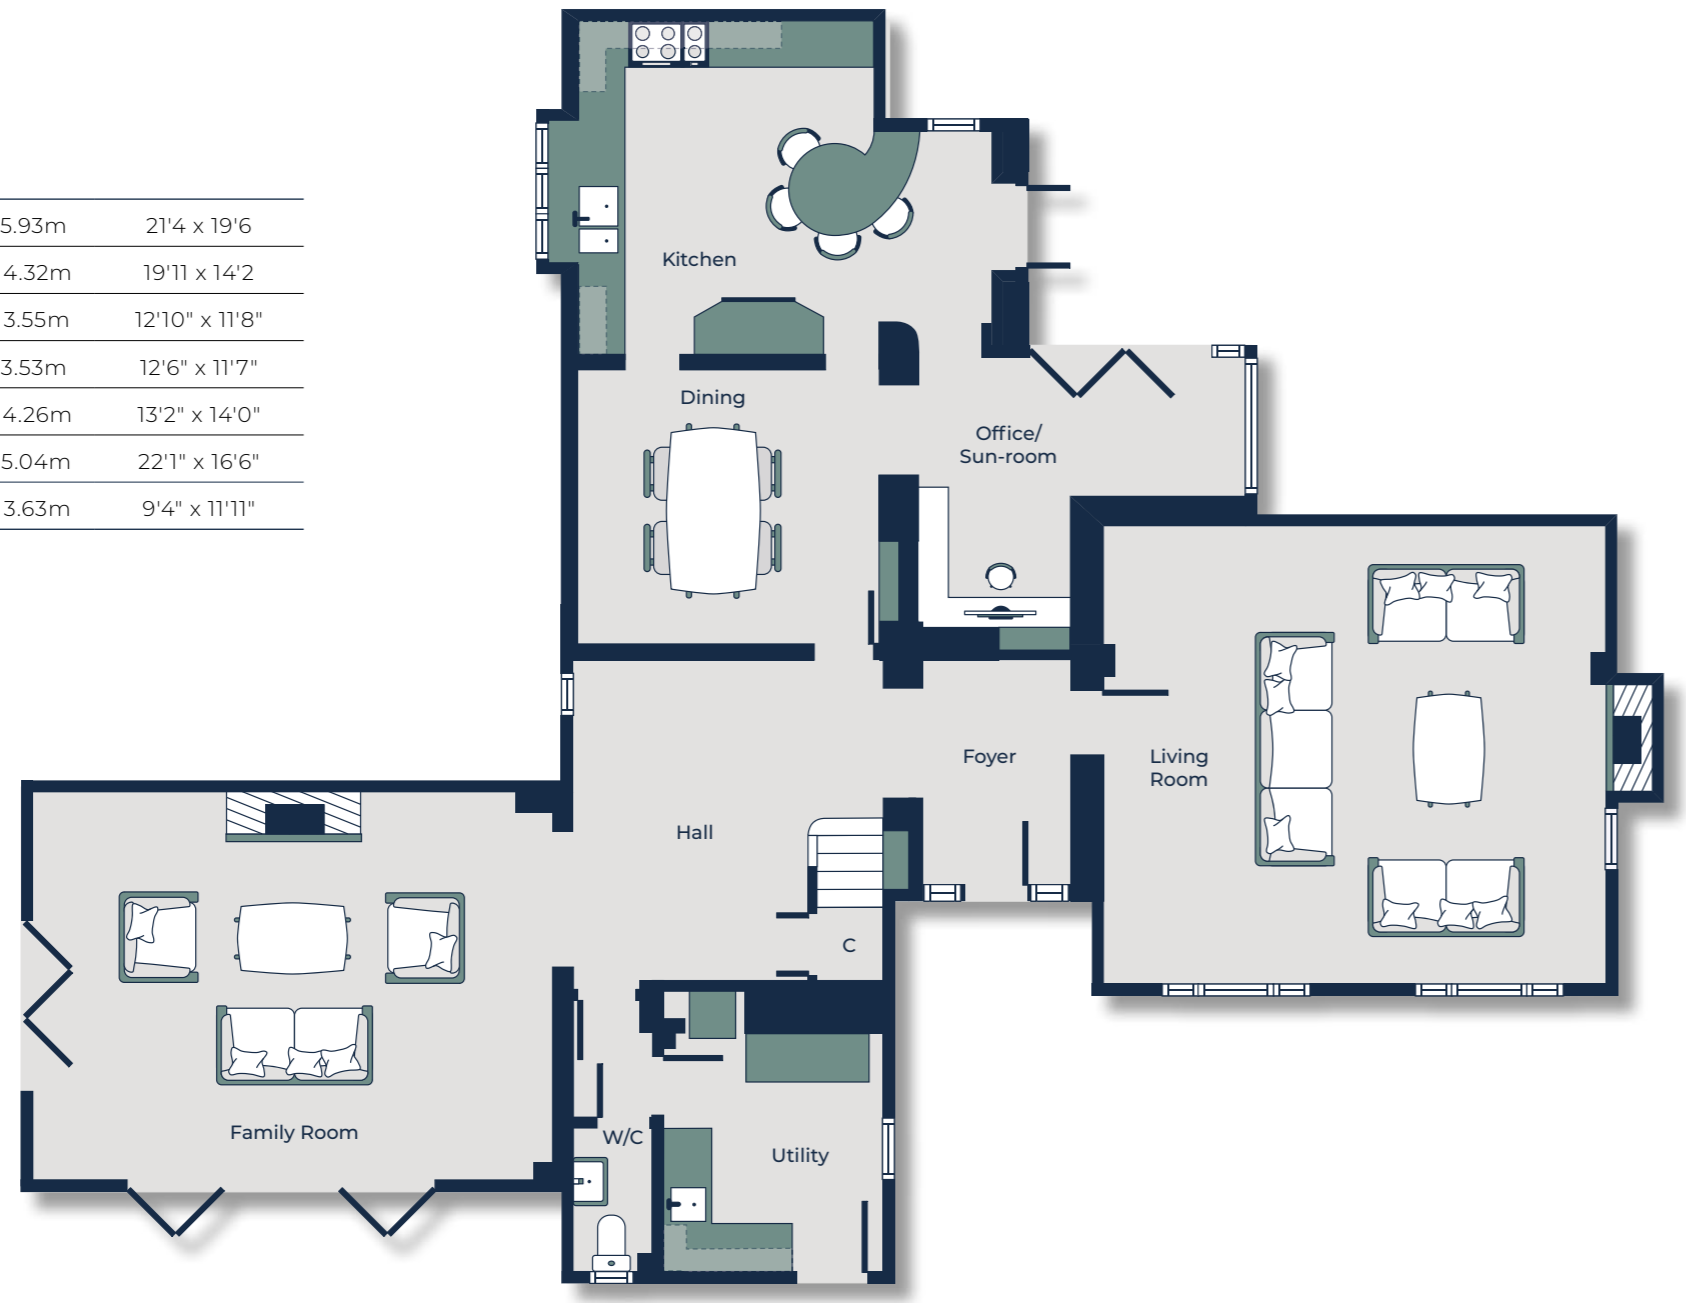 5.93m 21'4 x 19'6
4.32m 19'11 x 14'2
3.55m 12'10" x 11'8"
3.53m 12'6" x 11'7"
4.26m 13'2" x 14'0"
5.04m 22'1" x 16'6"
3.63m 9'4" x 11'11"
Kitchen
Dining
Office/
Sun-room
Foyer
Living
Room
Hall
C
Family Room
W/C
Utility